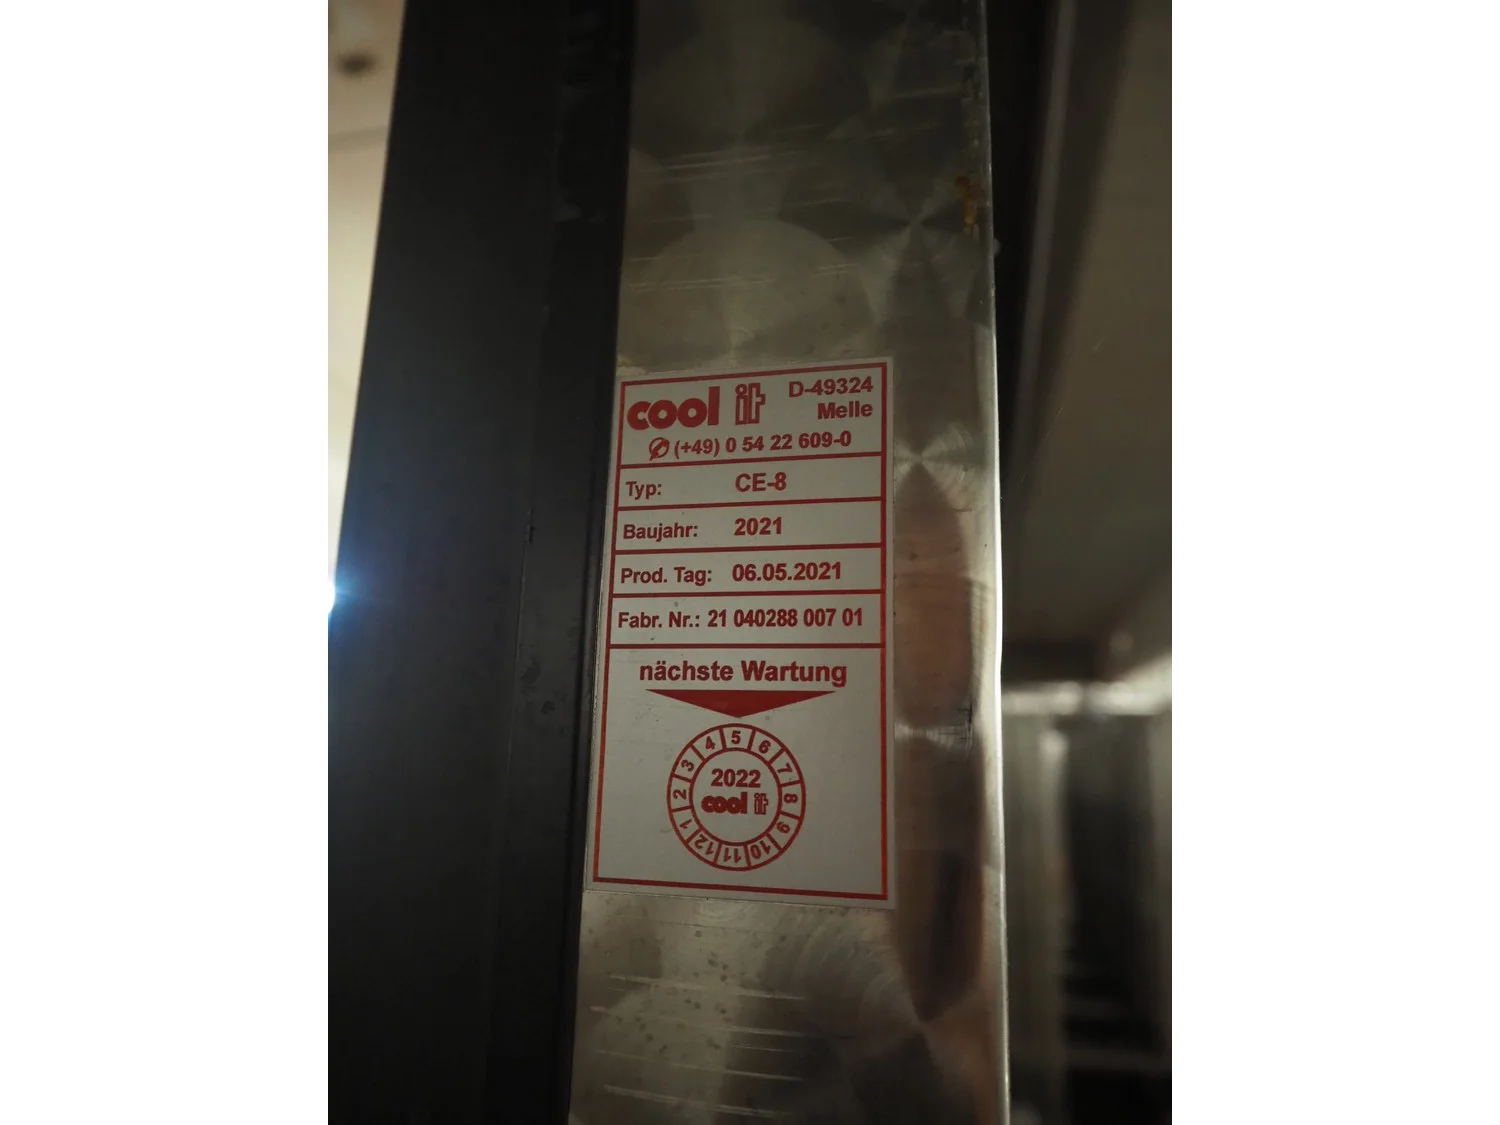 cool it D-49324
Melle
(+49) 0 54 22 609-0
Typ: CE-8
Baujahr: 2021
Prod. Tag: 06.05.2021
Fabr. Nr.: 21 040288 007 01
nächste Wartung
1 2 3 4 5 6 7 8 9 10 11 12
2022
cool it